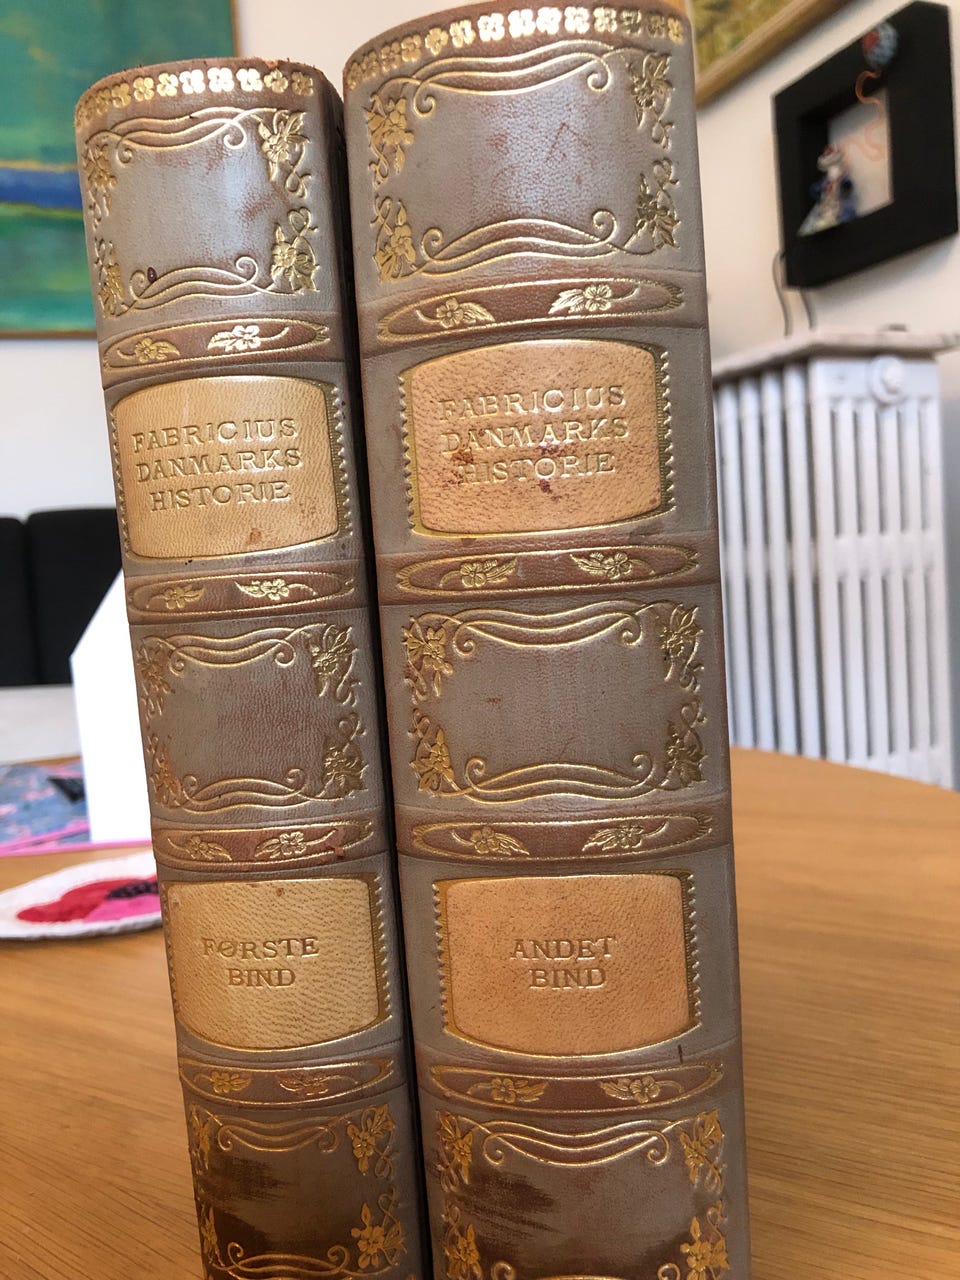 FABRICIUS
DANMARKS
HISTORIE
FØRSTE
BIND
FABRICIUS
DANMARKS
HISTORIE
ANDET
BIND